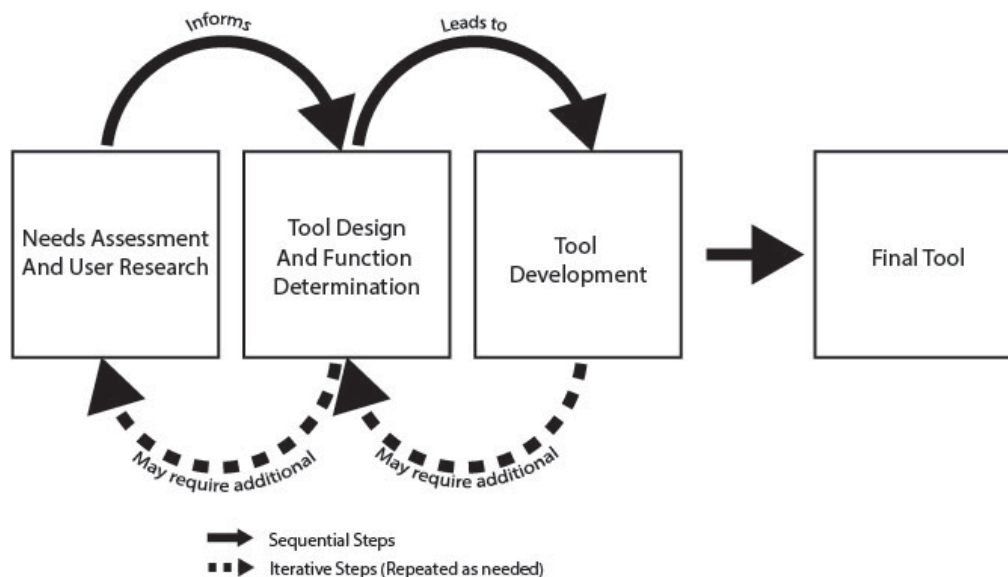 Informs
Leads to
Needs Assessment
And User Research
Tool Design
And Function
Determination
Tool
Development
Final Tool
May require additional
May require additional
Sequential Steps
Iterative Steps (Repeated as needed)